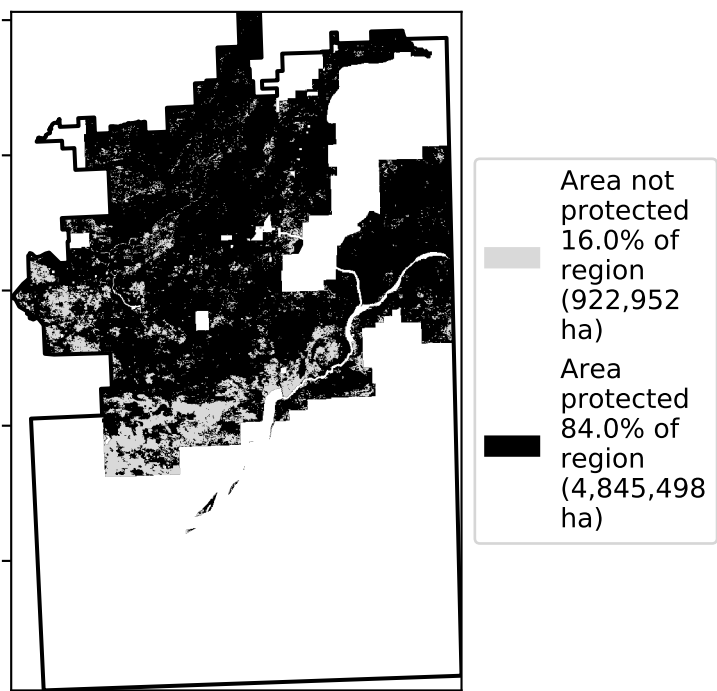 Area not
protected
16.0% of
region
(922,952
ha)
Area
protected
84.0% of
region
(4,845,498
ha)